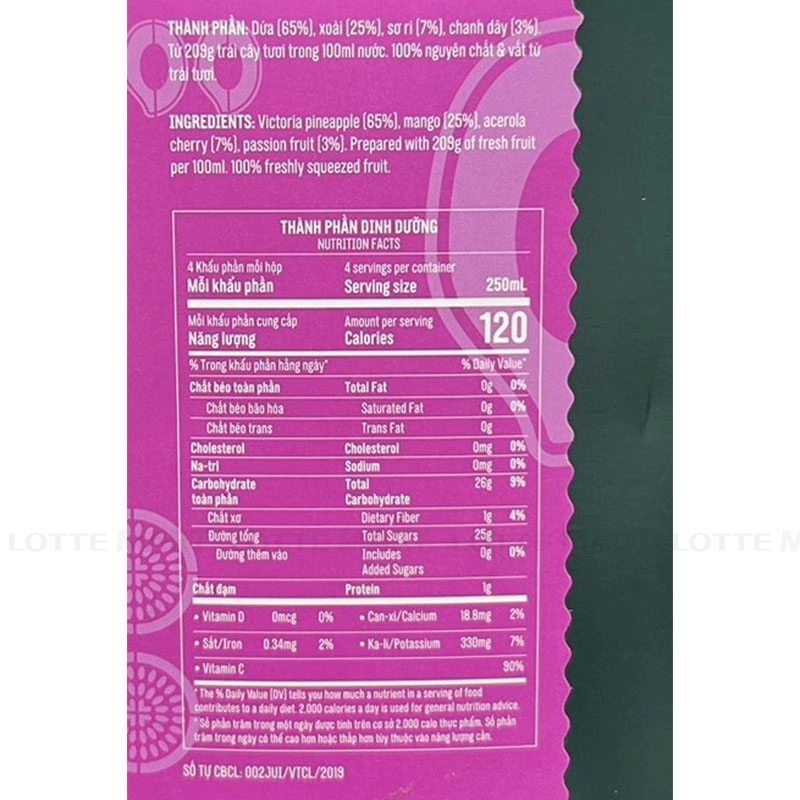 THÀNH PHẦN: Dứa (65%), xoài (25%), sơ ri (7%), chanh dây (3%).
Từ 209g trái cây tươi trong 100ml nước. 100% nguyên chất & vắt từ
trái tươi.
INGREDIENTS: Victoria pineapple (65%), mango (25%), acerola
cherry (7%), passion fruit (3%). Prepared with 209g of fresh fruit
per 100ml. 100% freshly squeezed fruit.
THÀNH PHẦN DINH DƯỠNG
NUTRITION FACTS
4 Khẩu phần mỗi hộp 4 servings per container
Mỗi khẩu phần Serving size 250mL
Mỗi khẩu phần cung cấp Amount per serving
Năng lượng Calories 120
% Trong khẩu phần hằng ngày* % Daily Value*
Chất béo toàn phần Total Fat 0g 0%
Chất béo bão hòa Saturated Fat 0g 0%
Chất béo trans Trans Fat 0g
Cholesterol Cholesterol 0mg 0%
Na-tri Sodium 0mg 0%
Carbohydrate Total 26g 9%
toàn phần Carbohydrate
Chất xơ Dietary Fiber 1g 4%
Đường tổng Total Sugars 25g
Đường thêm vào Includes 0g 0%
Added Sugars
Chất đạm Protein 1g
• Vitamin D 0mcg 0% • Can-xi/Calcium 18.8mg 2%
• Sắt/Iron 0.34mg 2% • Ka-li/Potassium 330mg 7%
• Vitamin C 90%
* The % Daily Value (DV) tells you how much a nutrient in a serving of food
contributes to a daily diet. 2,000 calories a day is used for general nutrition advice.
* Số phần trăm trong một ngày được tính trên cơ sở 2.000 calo thực phẩm. Số phần
trăm trong ngày có thể cao hơn hoặc thấp hơn tùy thuộc vào năng lượng cần.
SỐ TỰ CBCL: 002JUI/VTCL/2019
LOTTE M
LOTTE M